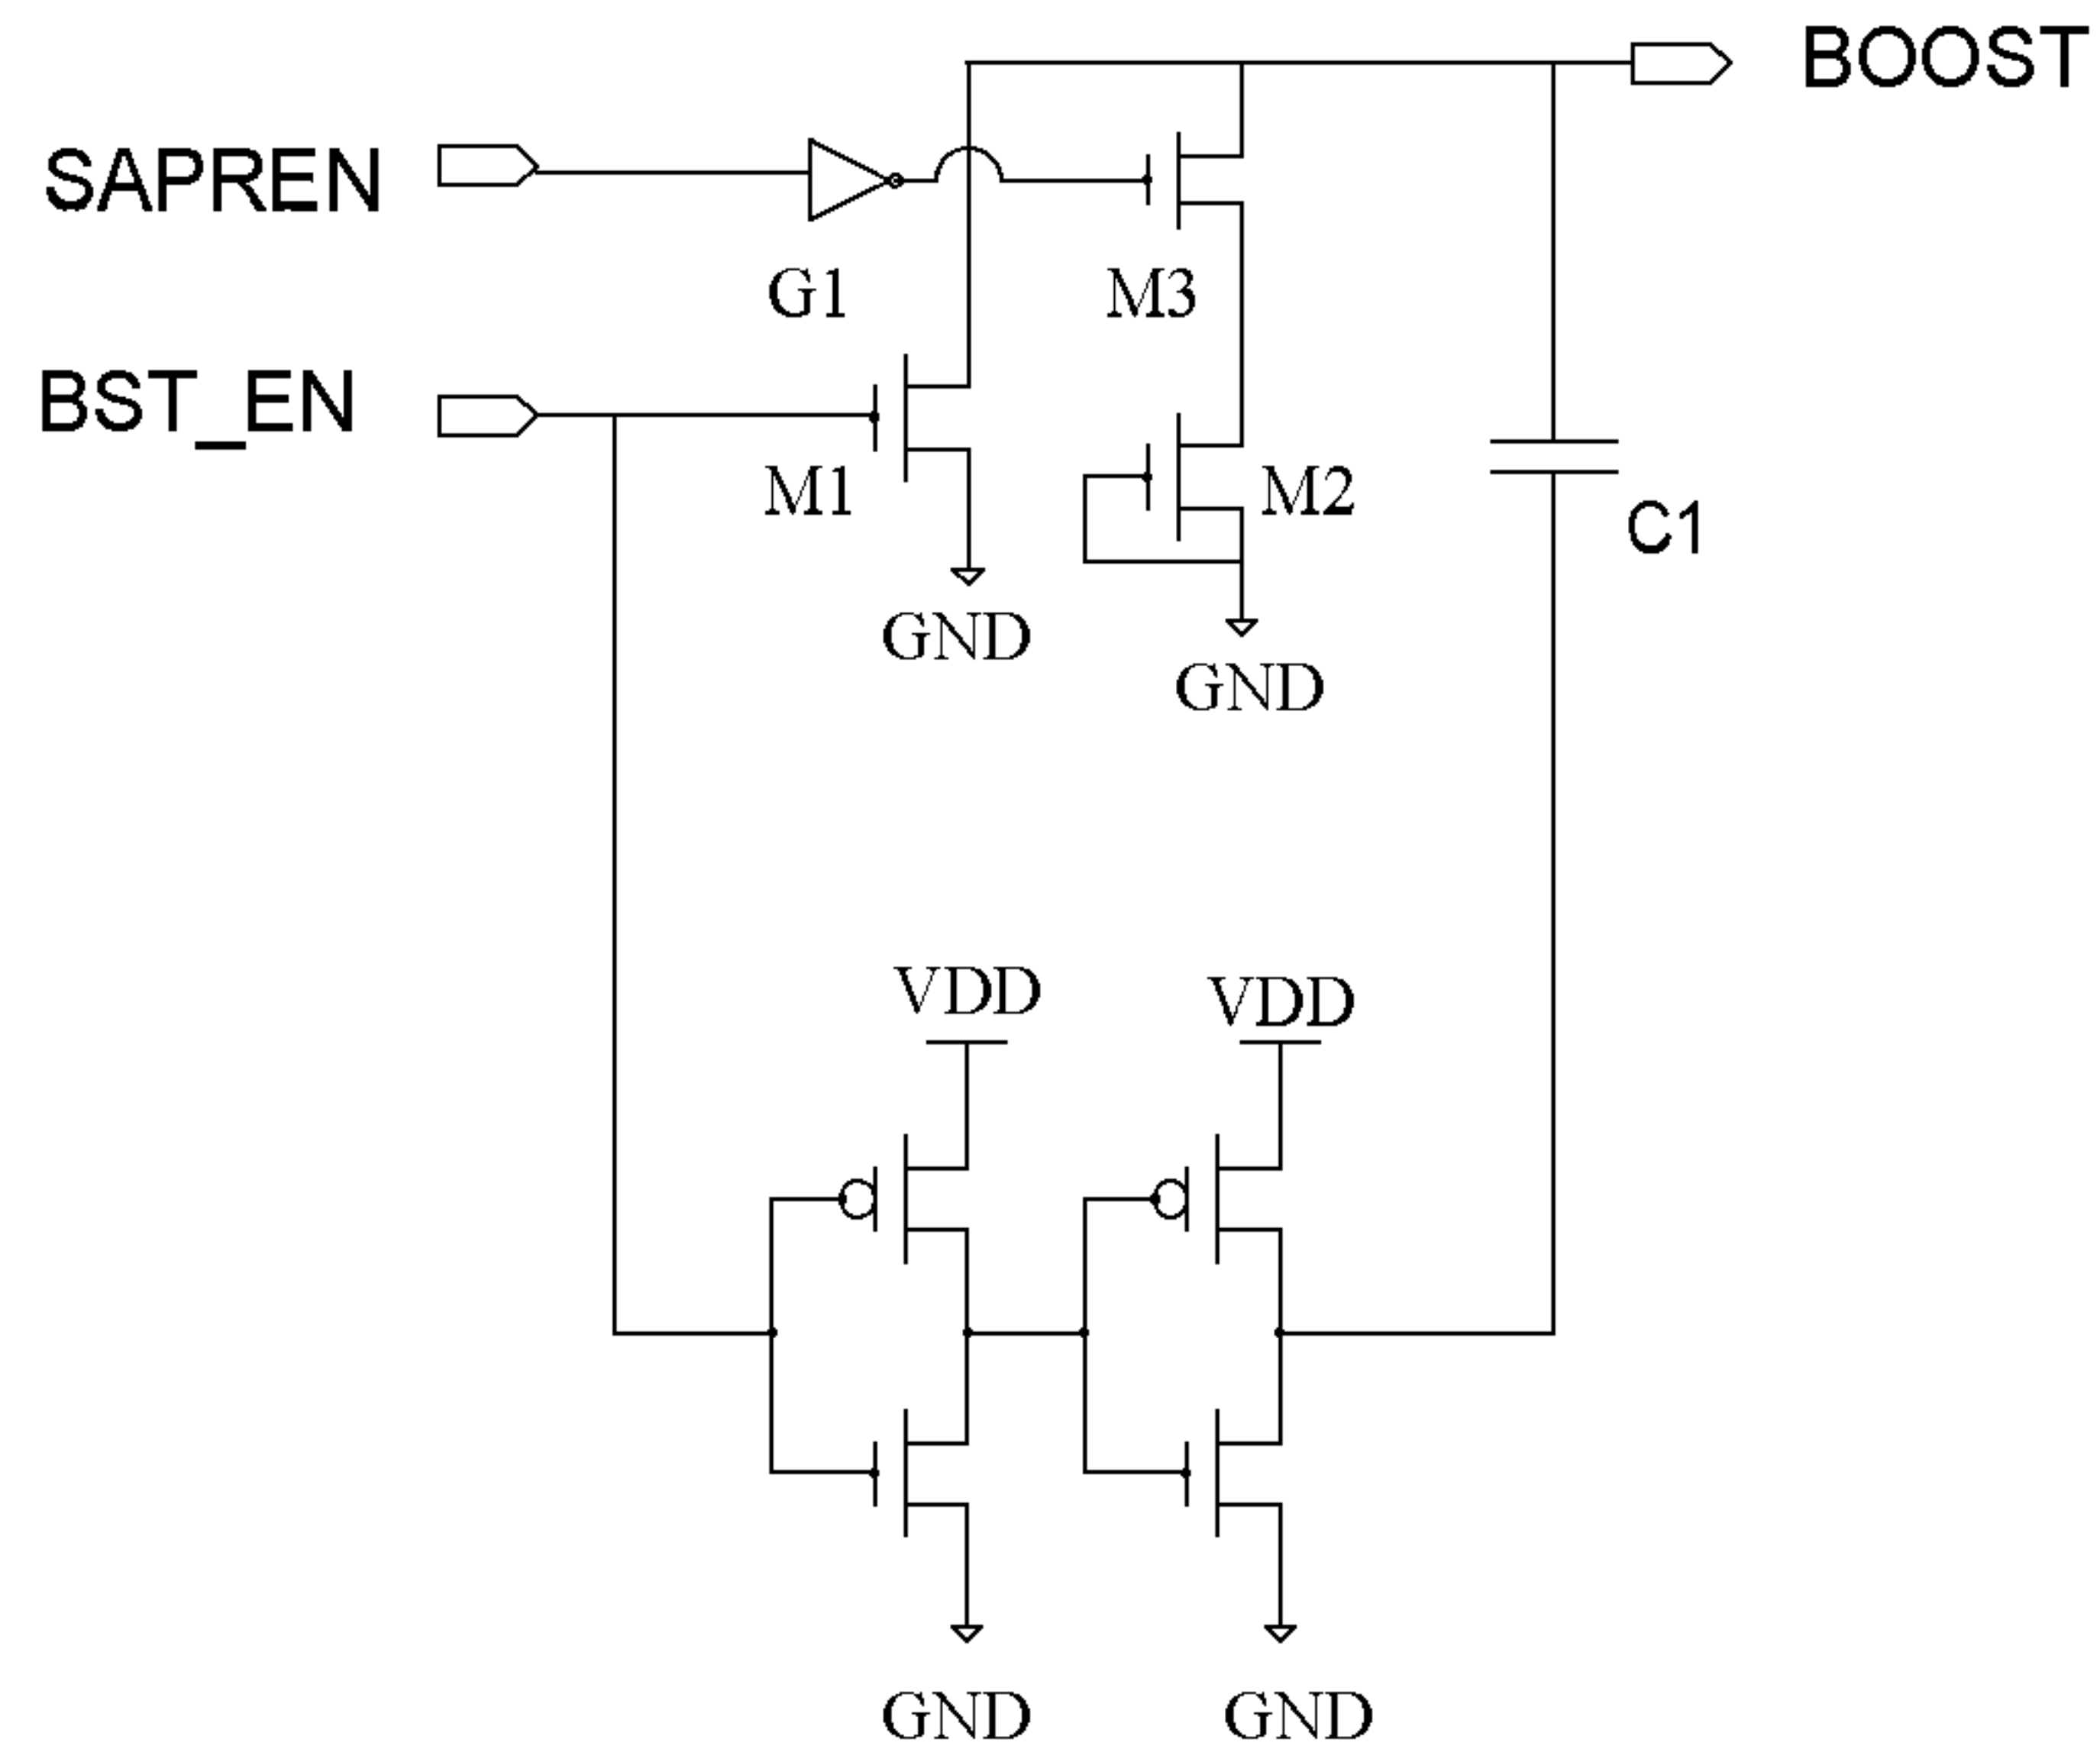 BOOST
SAPREN
G1
M3
BST_EN
M1
M2
C1
GND
GND
VDD
VDD
GND
GND